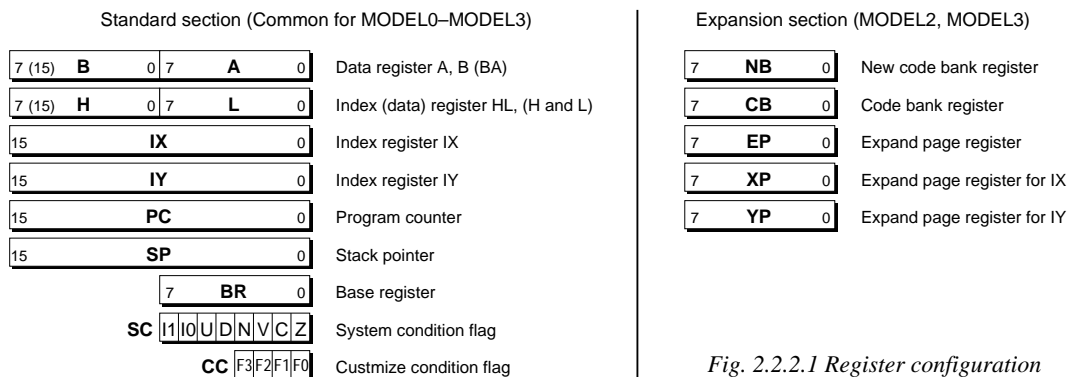 Standard section (Common for MODEL0–MODEL3)
7 (15) B 0 7 A 0 Data register A, B (BA)
7 (15) H 0 7 L 0 Index (data) register HL, (H and L)
15 IX 0 Index register IX
15 IY 0 Index register IY
15 PC 0 Program counter
15 SP 0 Stack pointer
7 BR 0 Base register
SC I1 I0 U D N V C Z System condition flag
CC F3 F2 F1 F0 Custmize condition flag
Expansion section (MODEL2, MODEL3)
7 NB 0 New code bank register
7 CB 0 Code bank register
7 EP 0 Expand page register
7 XP 0 Expand page register for IX
7 YP 0 Expand page register for IY
Fig. 2.2.2.1 Register configuration